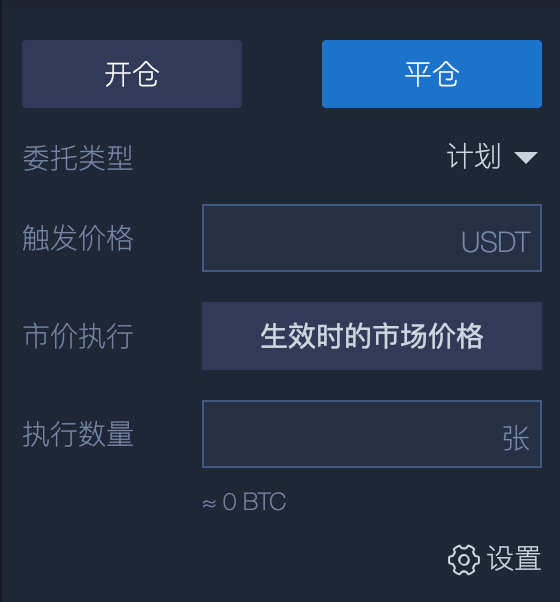 开仓 平仓
委托类型 计划
触发价格 USDT
市价执行 生效时的市场价格
执行数量 张
≈ 0 BTC
设置